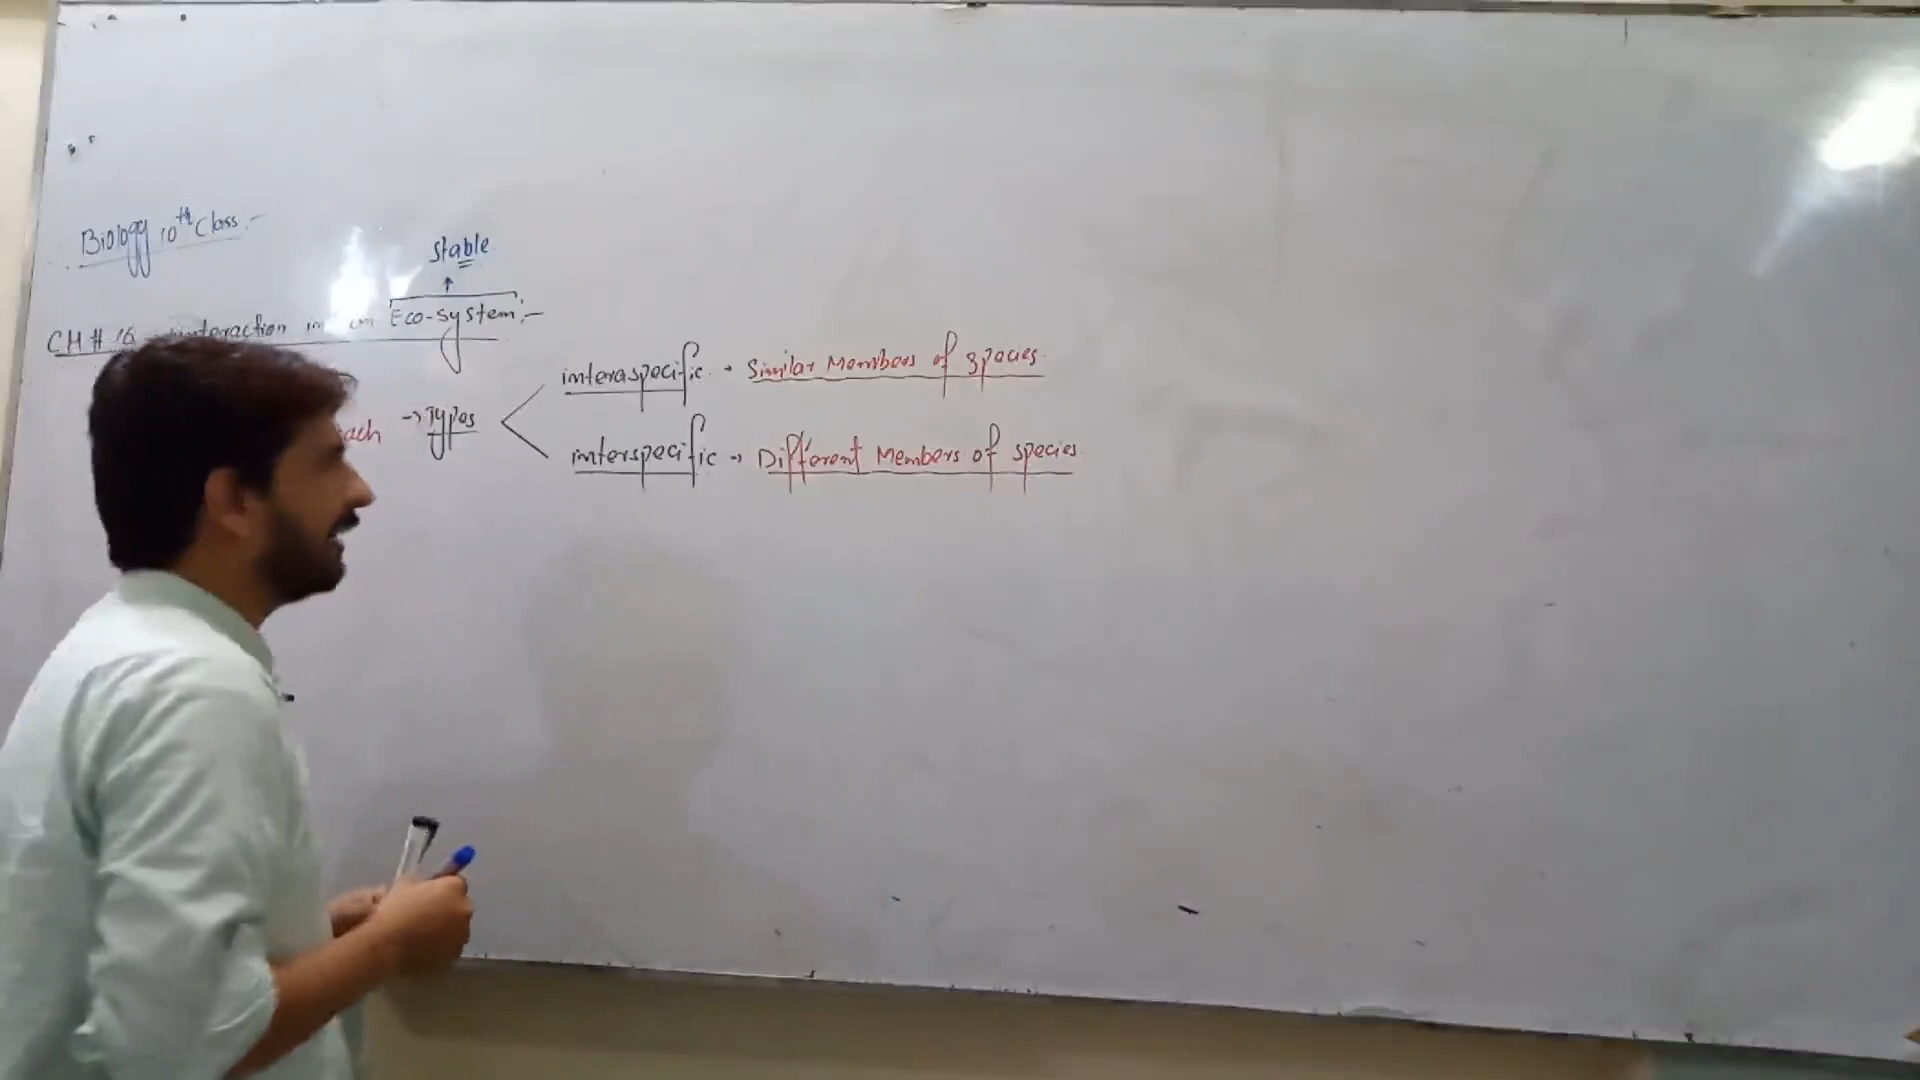 Biology 10th Class:-
Stable
CH # 16 interaction in an Eco-system:-
→ Types
interaspecific → Similar Members of species
interspecific → Different Members of species